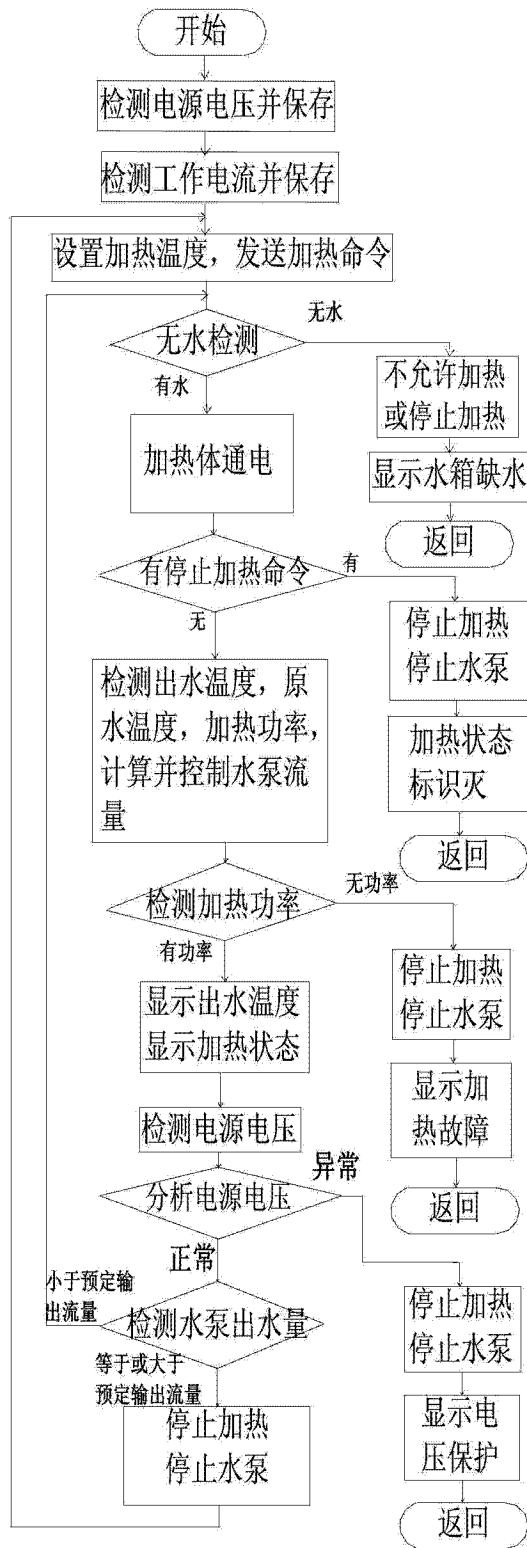 开始
检测电源电压并保存
检测工作电流并保存
设置加热温度，发送加热命令
无水
无水检测
有水
不允许加热
或停止加热
加热体通电
显示水箱缺水
返回
有停止加热命令
有
无
停止加热
停止水泵
检测出水温度，原
水温度，加热功率，
计算并控制水泵流
量
加热状态
标识灭
返回
无功率
检测加热功率
有功率
停止加热
停止水泵
显示出水温度
显示加热状态
显示加
热故障
检测电源电压
异常
分析电源电压
返回
正常
小于预定输
出流量
检测水泵出水量
停止加热
停止水泵
等于或大于
预定输出流量
停止加热
停止水泵
显示电
压保护
返回